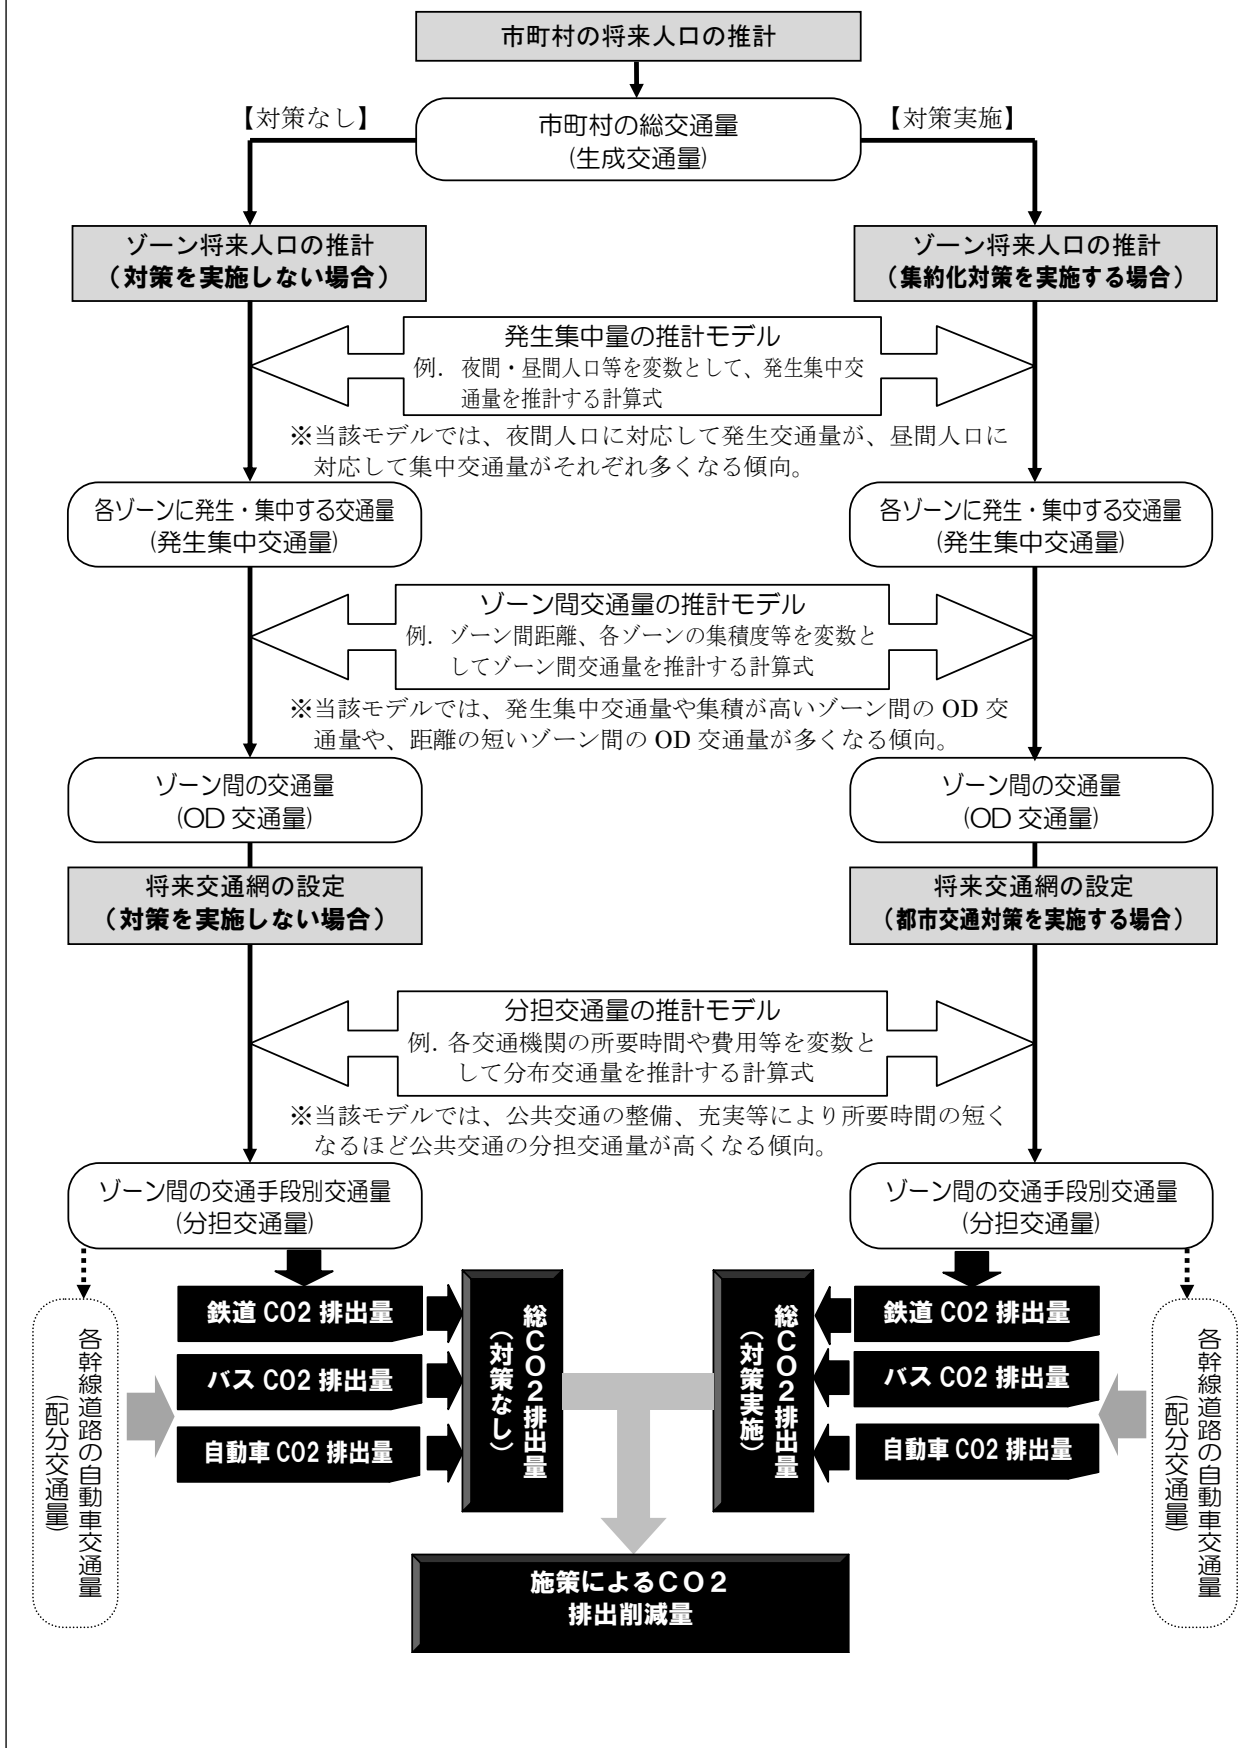 市町村の将来人口の推計
【対策なし】
市町村の総交通量
(生成交通量)
【対策実施】
ゾーン将来人口の推計
（対策を実施しない場合）
ゾーン将来人口の推計
（集約化対策を実施する場合）
発生集中量の推計モデル
例. 夜間・昼間人口等を変数として、発生集中交
通量を推計する計算式
※当該モデルでは、夜間人口に対応して発生交通量が、昼間人口に
対応して集中交通量がそれぞれ多くなる傾向。
各ゾーンに発生・集中する交通量
(発生集中交通量)
各ゾーンに発生・集中する交通量
(発生集中交通量)
ゾーン間交通量の推計モデル
例. ゾーン間距離、各ゾーンの集積度等を変数と
してゾーン間交通量を推計する計算式
※当該モデルでは、発生集中交通量や集積が高いゾーン間の OD 交
通量や、距離の短いゾーン間の OD 交通量が多くなる傾向。
ゾーン間の交通量
(OD 交通量)
ゾーン間の交通量
(OD 交通量)
将来交通網の設定
（対策を実施しない場合）
将来交通網の設定
（都市交通対策を実施する場合）
分担交通量の推計モデル
例. 各交通機関の所要時間や費用等を変数と
して分布交通量を推計する計算式
※当該モデルでは、公共交通の整備、充実等により所要時間の短く
なるほど公共交通の分担交通量が高くなる傾向。
ゾーン間の交通手段別交通量
(分担交通量)
ゾーン間の交通手段別交通量
(分担交通量)
各幹線道路の自動車交通量
(配分交通量)
鉄道 CO2 排出量
バス CO2 排出量
自動車 CO2 排出量
総ＣＯ２排出量
（対策なし）
総ＣＯ２排出量
（対策実施）
鉄道 CO2 排出量
バス CO2 排出量
自動車 CO2 排出量
各幹線道路の自動車交通量
(配分交通量)
施策によるＣＯ２
排出削減量